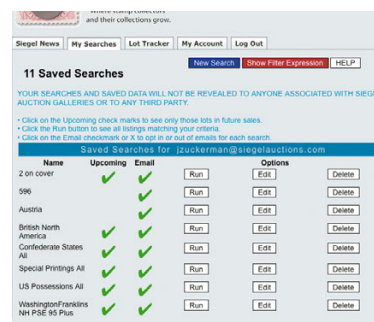 and their collections grow.
Siegel News My Searches Lot Tracker My Account Log Out
New Search Show Filter Expression HELP
11 Saved Searches
YOUR SEARCHES AND SAVED DATA WILL NOT BE REVEALED TO ANYONE ASSOCIATED WITH SIEG
AUCTION GALLERIES OR TO ANY THIRD PARTY.
• Click on the Upcoming check marks to see only those lots in future sales.
• Click the Run button to see all listings matching your criteria.
• Click on the Email checkmark or X to opt in or out of emails for each search.
Saved Searches for jzuckerman@siegelauctions.com
Name Upcoming Email Options
2 on cover Run Edit Delete
596 Run Edit Delete
Austria Run Edit Delete
British North
America Run Edit Delete
Confederate States
All Run Edit Delete
Special Printings All Run Edit Delete
US Possessions All Run Edit Delete
WashingtonFranklins
NH PSE 95 Plus Run Edit Delete